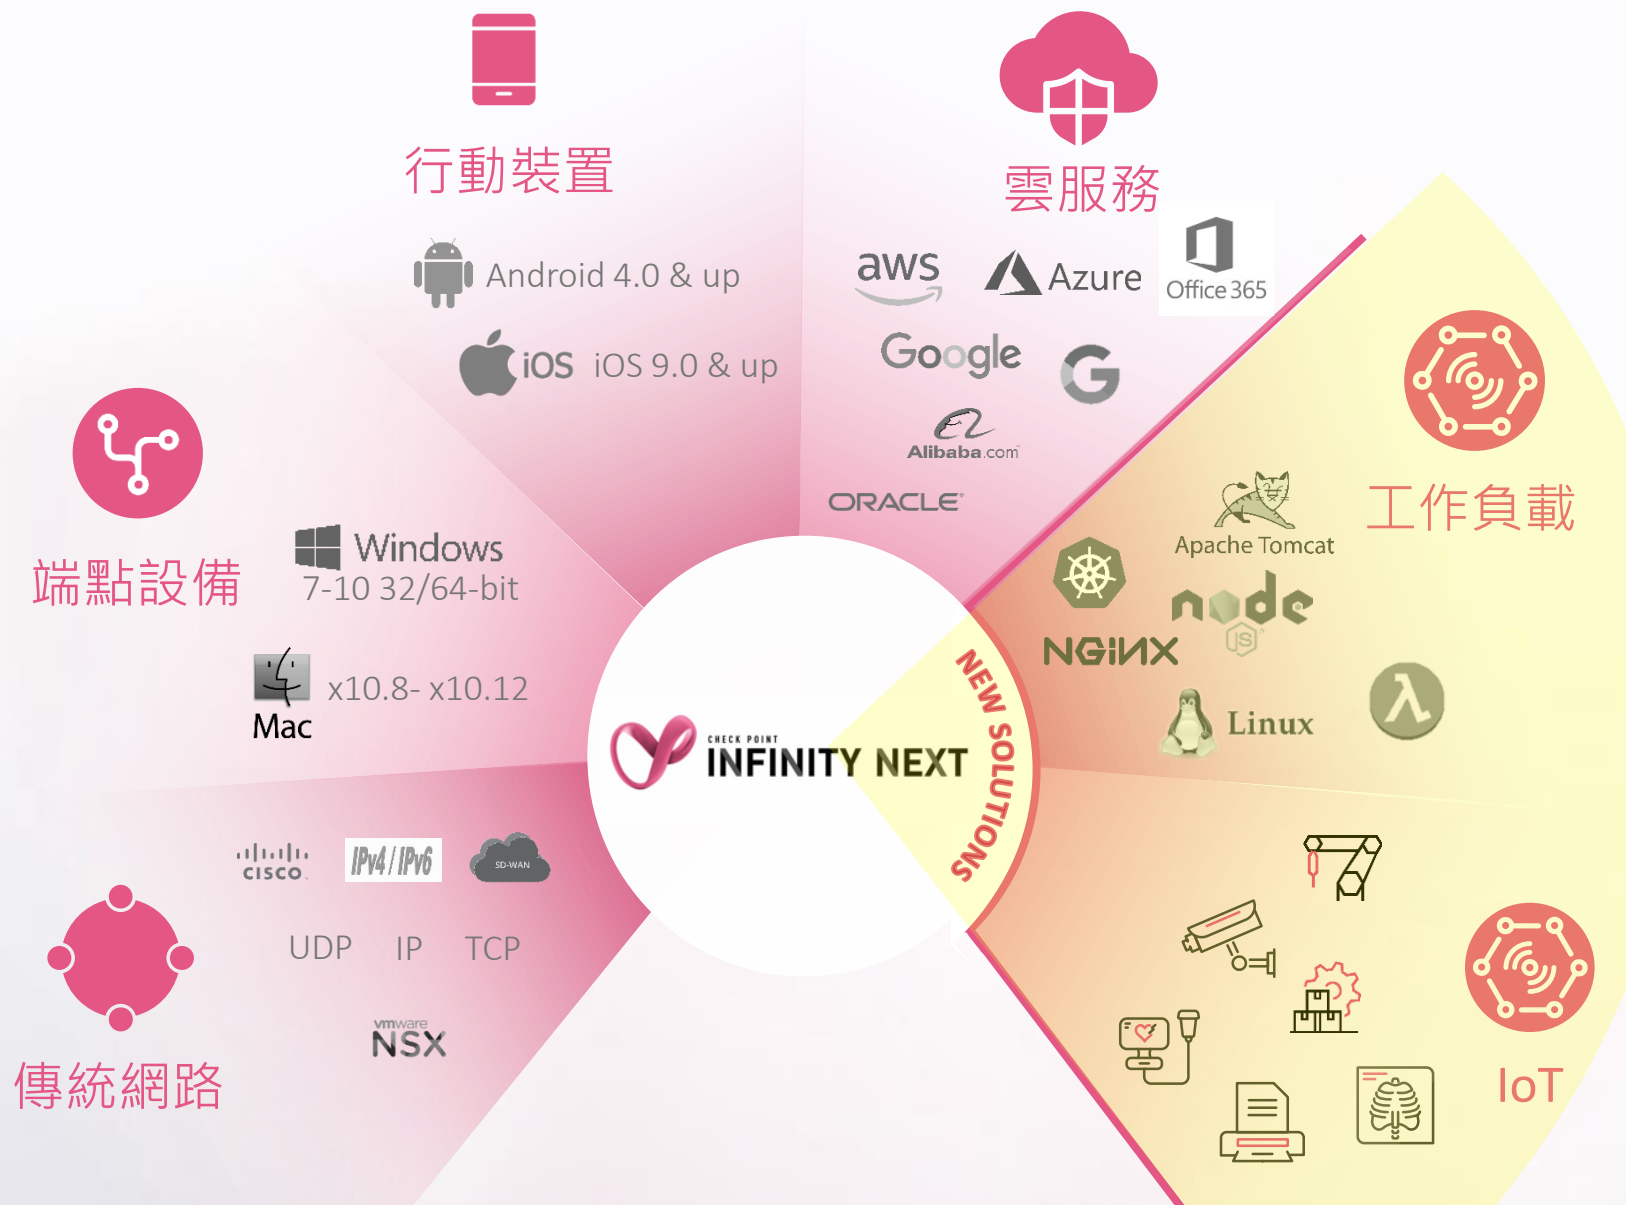 行動裝置
Android 4.0 & up
iOS
iOS 9.0 & up
雲服務
aws
Azure
Office 365
Google
G
Alibaba.com
ORACLE
端點設備
Windows
7-10 32/64-bit
Mac
x10.8- x10.12
工作負載
Apache Tomcat
node
JS
NGINX
Linux
λ
CHECK POINT
INFINITY NEXT
NEW SOLUTIONS
傳統網路
CISCO
IPv4 / IPv6
SD-WAN
UDP
IP
TCP
vmware
NSX
IoT